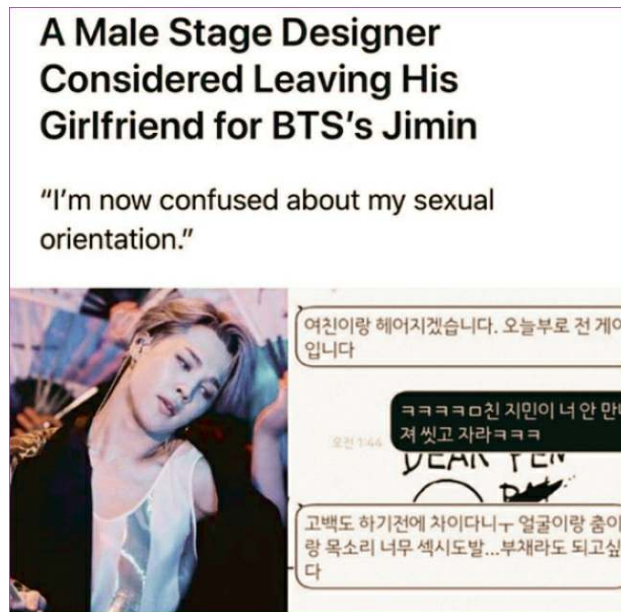 A Male Stage Designer
Considered Leaving His
Girlfriend for BTS's Jimin
“I'm now confused about my sexual
orientation.”
여친이랑 헤어지겠습니다. 오늘부로 전 게이
입니다
ㅋㅋㅋㅋㅁ친 지민이 너 안 만나
져 씻고 자라ㅋㅋㅋ
오전 1:44
DEAR
고백도 하기전에 차이다니ㅜ 얼굴이랑 춤이
랑 목소리 너무 섹시도발...부채라도 되고싶
다